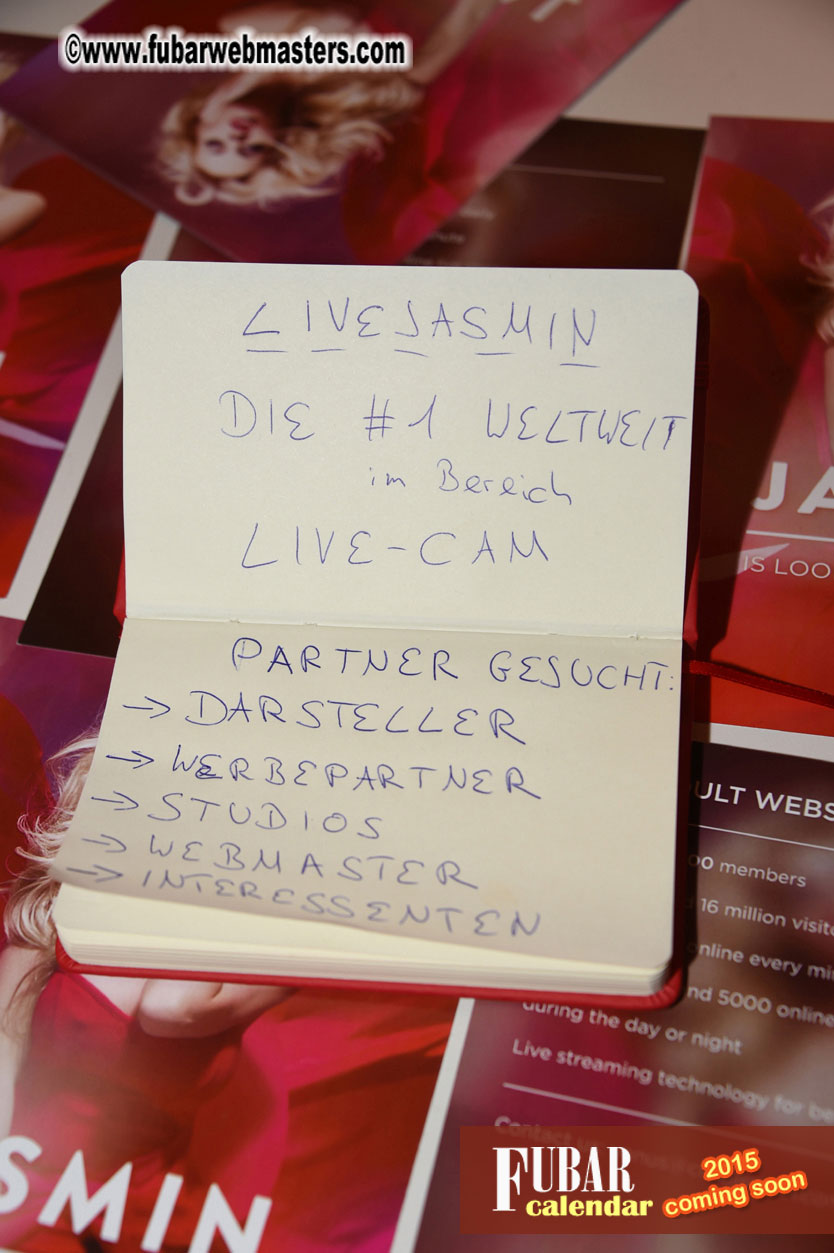 ©www.fubarwebmasters.com
LIVEJASMIN
DIE #1 WELTWEIT
im Bereich
LIVE-CAM
PARTNER GESUCHT:
→ DARSTELLER
→ WERBEPARTNER
→ STUDIOS
→ WEBMASTER
→ INTERESSENTEN
JA
IS LOO
ULT WEBS
00 members
16 million visito
nline every mi
nd 5000 online
during the day or night
Live streaming technology for be
SMIN
FUBAR
calendar
2015
coming soon